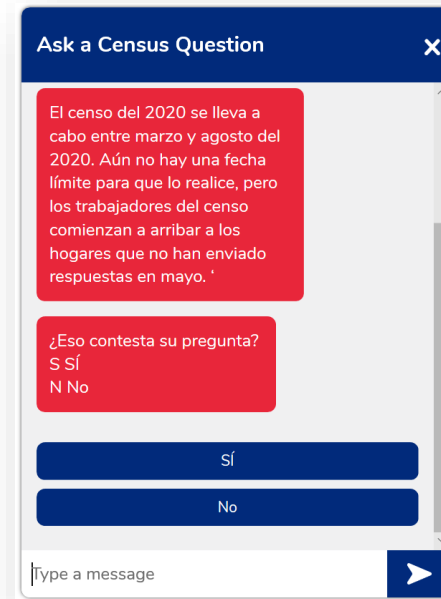 Ask a Census Question
El censo del 2020 se lleva a
cabo entre marzo y agosto del
2020. Aún no hay una fecha
límite para que lo realice, pero
los trabajadores del censo
comienzan a arribar a los
hogares que no han enviado
respuestas en mayo. ‘
¿Eso contesta su pregunta?
S SÍ
N No
SÍ
No
Type a message